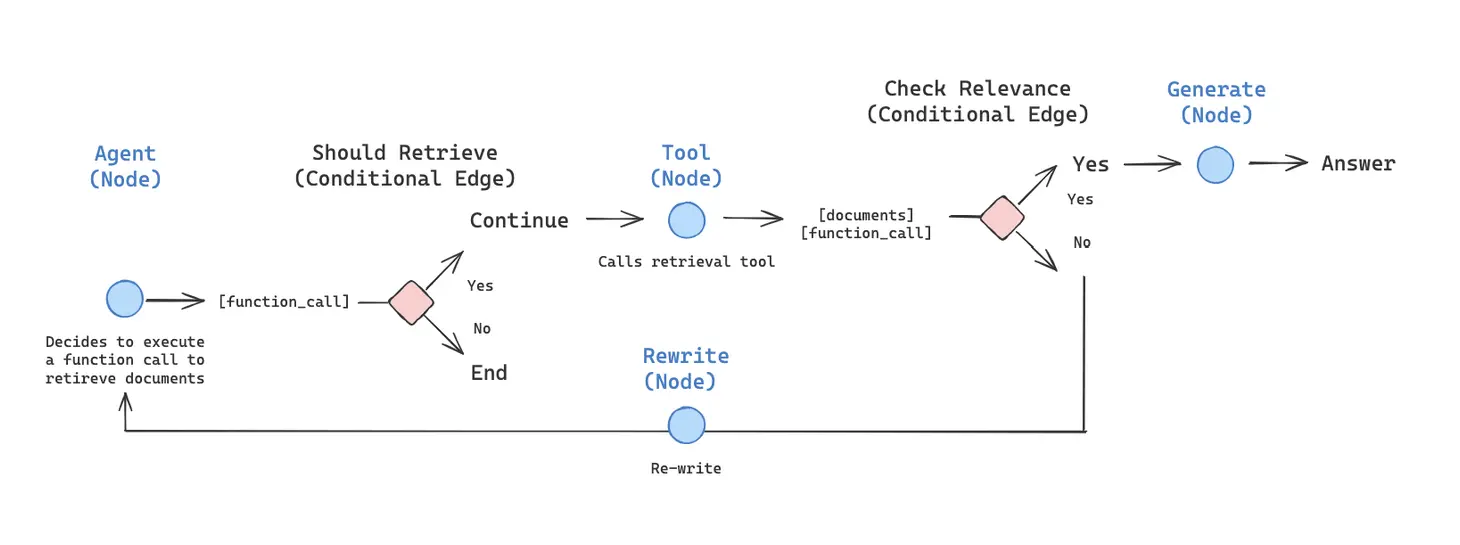 Agent
(Node)
Decides to execute
a function call to
retireve documents
[function_call]
Should Retrieve
(Conditional Edge)
Continue
Yes
No
End
Tool
(Node)
Calls retrieval tool
[documents]
[function_call]
Check Relevance
(Conditional Edge)
Yes
Yes
No
Generate
(Node)
Answer
Rewrite
(Node)
Re-write